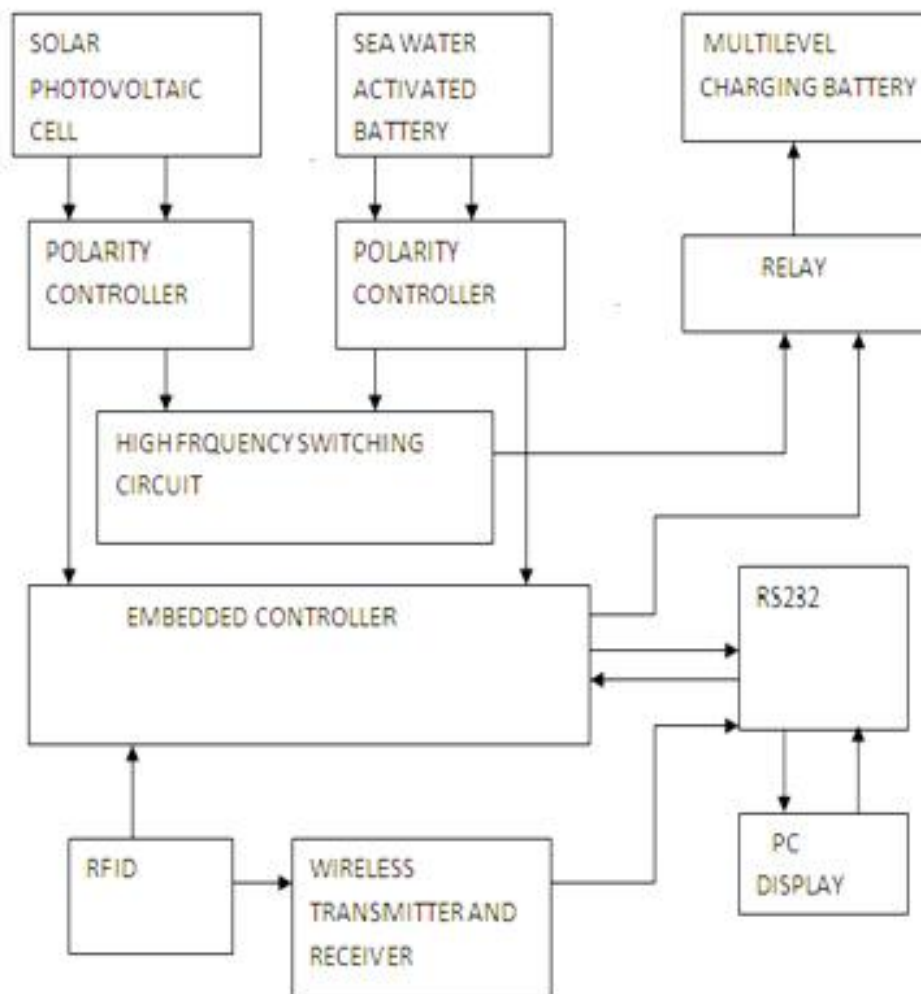 SOLAR
PHOTOVOLTAIC
CELL
SEA WATER
ACTIVATED
BATTERY
MULTILEVEL
CHARGING BATTERY
POLARITY
CONTROLLER
POLARITY
CONTROLLER
RELAY
HIGH FRQUENCY SWITCHING
CIRCUIT
EMBEDDED CONTROLLER
RS232
RFID
WIRELESS
TRANSMITTER AND
RECEIVER
PC
DISPLAY